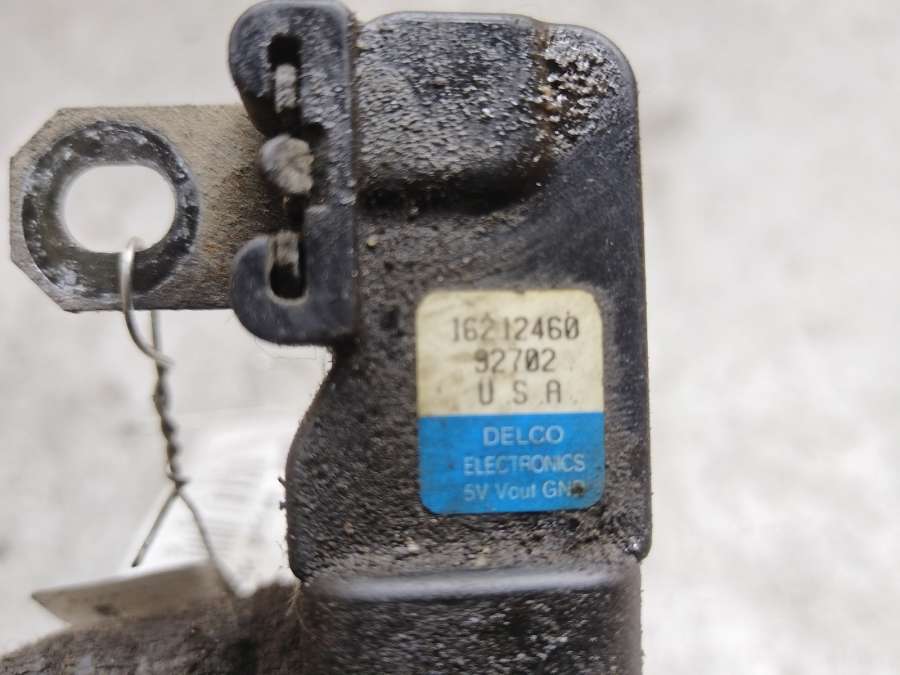 16212460
92702
U S A
DELCO
ELECTRONICS
5V Vout GND